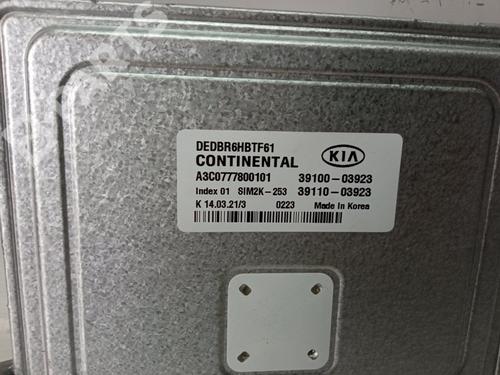 DEDBR6HBTF61
CONTINENTAL
KIA
A3C0777800101 39100-03923
Index 01 SIM2K-253 39110-03923
K 14.03.21/3 0223 Made In Korea